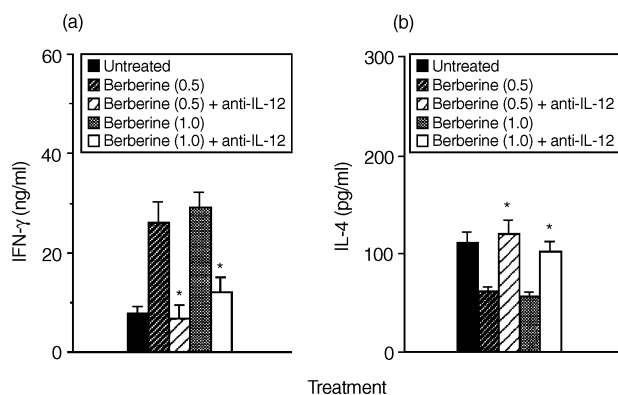 (a)
60
40
20
0
IFN-γ (ng/ml)
Untreated
Berberine (0.5)
Berberine (0.5) + anti-IL-12
Berberine (1.0)
Berberine (1.0) + anti-IL-12
*
*
(b)
300
200
100
0
IL-4 (pg/ml)
Untreated
Berberine (0.5)
Berberine (0.5) + anti-IL-12
Berberine (1.0)
Berberine (1.0) + anti-IL-12
*
*
Treatment